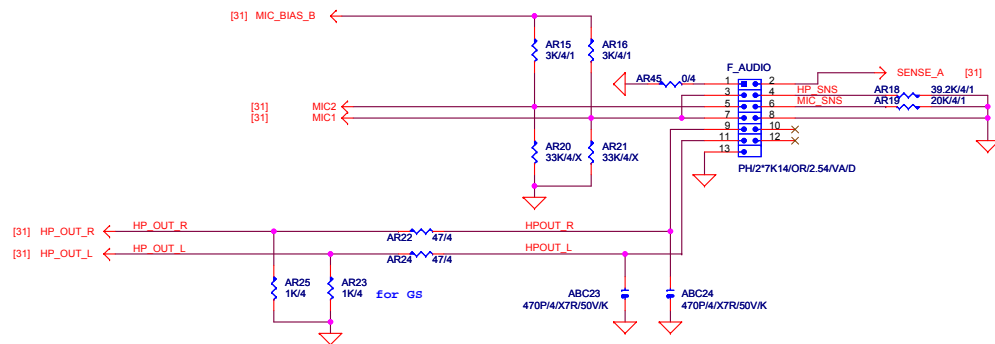 [31] MIC_BIAS_B
AR15
3K/4/1
AR16
3K/4/1
F_AUDIO
AR45 0/4
1 2
SENSE_A [31]
3 4
HP_SNS
AR18 39.2K/4/1
[31] MIC2
5 6
MIC_SNS
AR19 20K/4/1
[31] MIC1
7 8
9 10
11 12
13
AR20
33K/4/X
AR21
33K/4/X
PH/2*7K14/OR/2.54/VA/D
[31] HP_OUT_R
HP_OUT_R
HPOUT_R
AR22 47/4
[31] HP_OUT_L
HP_OUT_L
HPOUT_L
AR24 47/4
AR25
1K/4
AR23
1K/4
for GS
ABC23
470P/4/X7R/50V/K
ABC24
470P/4/X7R/50V/K